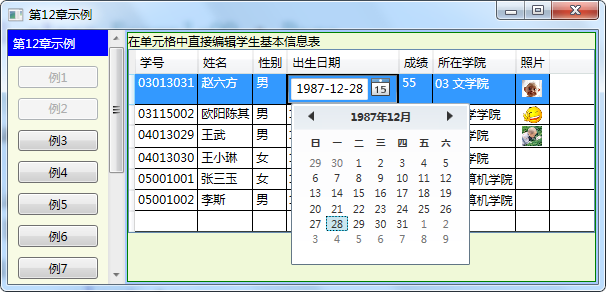 第12章示例
第12章示例
例1
例2
例3
例4
例5
例6
例7
在单元格中直接编辑学生基本信息表
学号 姓名 性别 出生日期 成绩 所在学院 照片
03013031 赵六方 男 1987-12-28 15 55 03 文学院
03115002 欧阳陈其 男 学院
04013029 王武 男 学院
04013030 王小琳 女 学院
05001001 张三玉 女 算机学院
05001002 李斯 男 算机学院
1987年12月
日 一 二 三 四 五 六
29 30 1 2 3 4 5
6 7 8 9 10 11 12
13 14 15 16 17 18 19
20 21 22 23 24 25 26
27 28 29 30 31 1 2
3 4 5 6 7 8 9